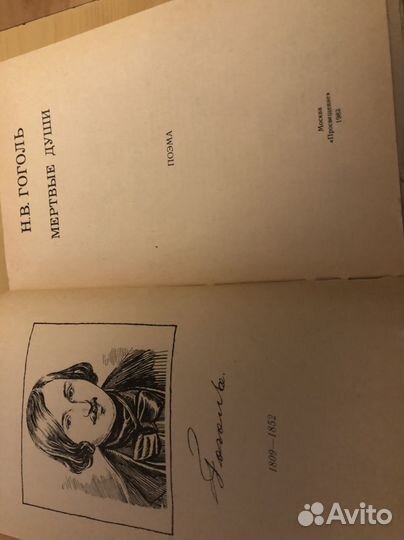 Н.В. ГОГОЛЬ
МЕРТВЫЕ ДУШИ
ПОЭМА
Москва
«Просвещение»
1982
Гоголь.
1809—1852
Avito